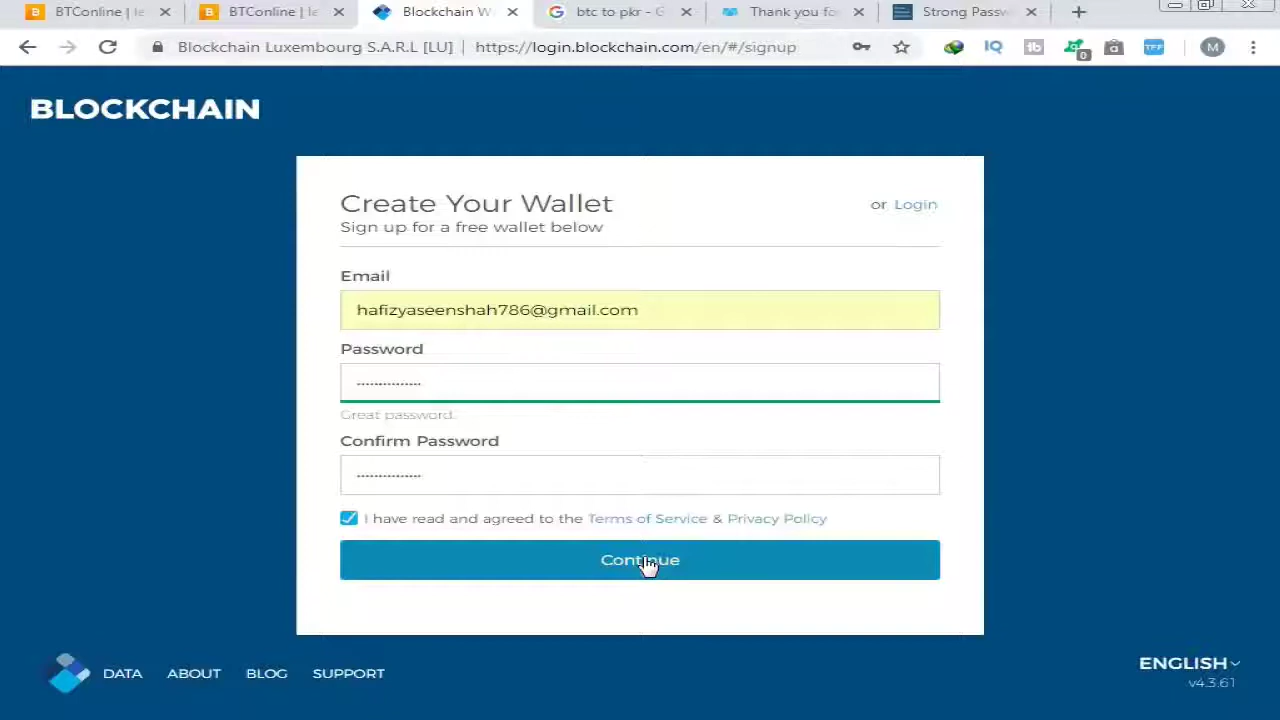 BTConline | le
BTConline | le
Blockchain W
btc to pkr - G
Thank you fo
Strong Passw
Blockchain Luxembourg S.A.R.L [LU] | https://login.blockchain.com/en/#/signup
IQ
tb
0
a
TFF
M
BLOCKCHAIN
Create Your Wallet
or Login
Sign up for a free wallet below
Email
hafizyaseenshah786@gmail.com
Password
Great password.
Confirm Password
I have read and agreed to the Terms of Service & Privacy Policy
Continue
DATA ABOUT BLOG SUPPORT
ENGLISH
v4.3.61